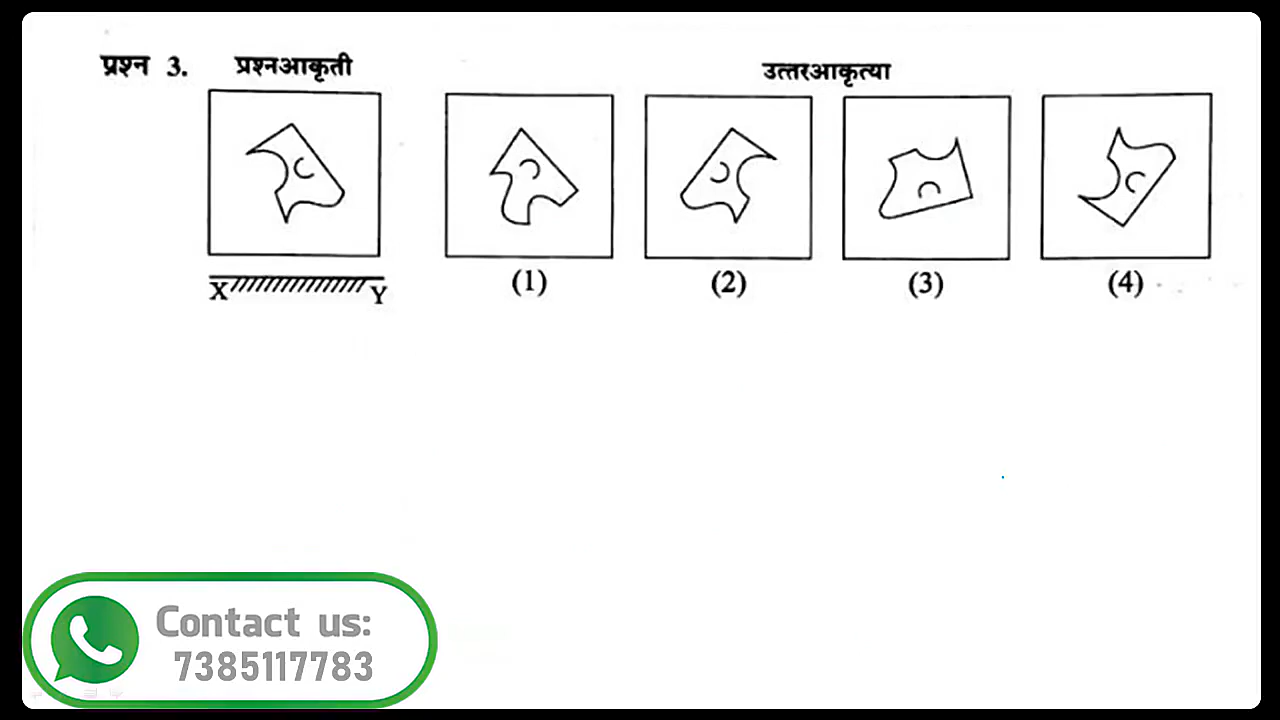 प्रश्न 3. प्रश्नआकृती उत्तरआकृत्या
X Y (1) (2) (3) (4)
Contact us:
7385117783